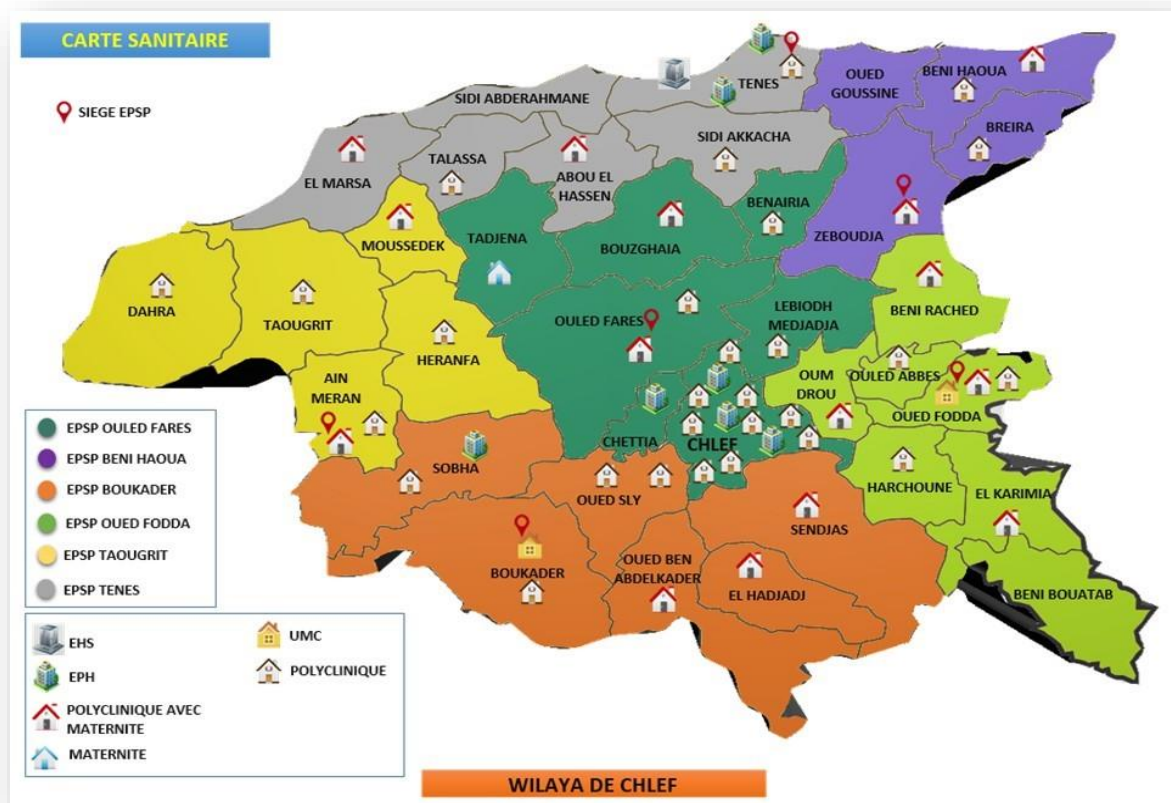 CARTE SANITAIRE
SIEGE EPSP
TENES
OUED
GOUSSINE
BENI HAOUA
SIDI ABDERAHMANE
SIDI AKKACHA
BREIRA
TALASSA
EL MARSA
ABOU EL
HASSEN
BENAIRIA
MOUSSEDEK
TADJENA
BOUZGHAIA
ZEBOUDJA
DAHRA
TAOUGRIT
OULED FARES
LEBIODH
MEDJADJA
BENI RACHED
HERANFA
AIN
MERAN
OUM
DROU
OULED ABBES
OUED FODDA
CHETTIA
CHLEF
SOBHA
OUED SLY
HARCHOUNE
EL KARIMIA
SENDJAS
BOUKADER
OUED BEN
ABDELKADER
EL HADJADJ
BENI BOUATAB
EPSP OULED FARES
EPSP BENI HAOUA
EPSP BOUKADER
EPSP OUED FODDA
EPSP TAOUGRIT
EPSP TENES
EHS
EPH
POLYCLINIQUE AVEC
MATERNITE
MATERNITE
UMC
POLYCLINIQUE
WILAYA DE CHLEF